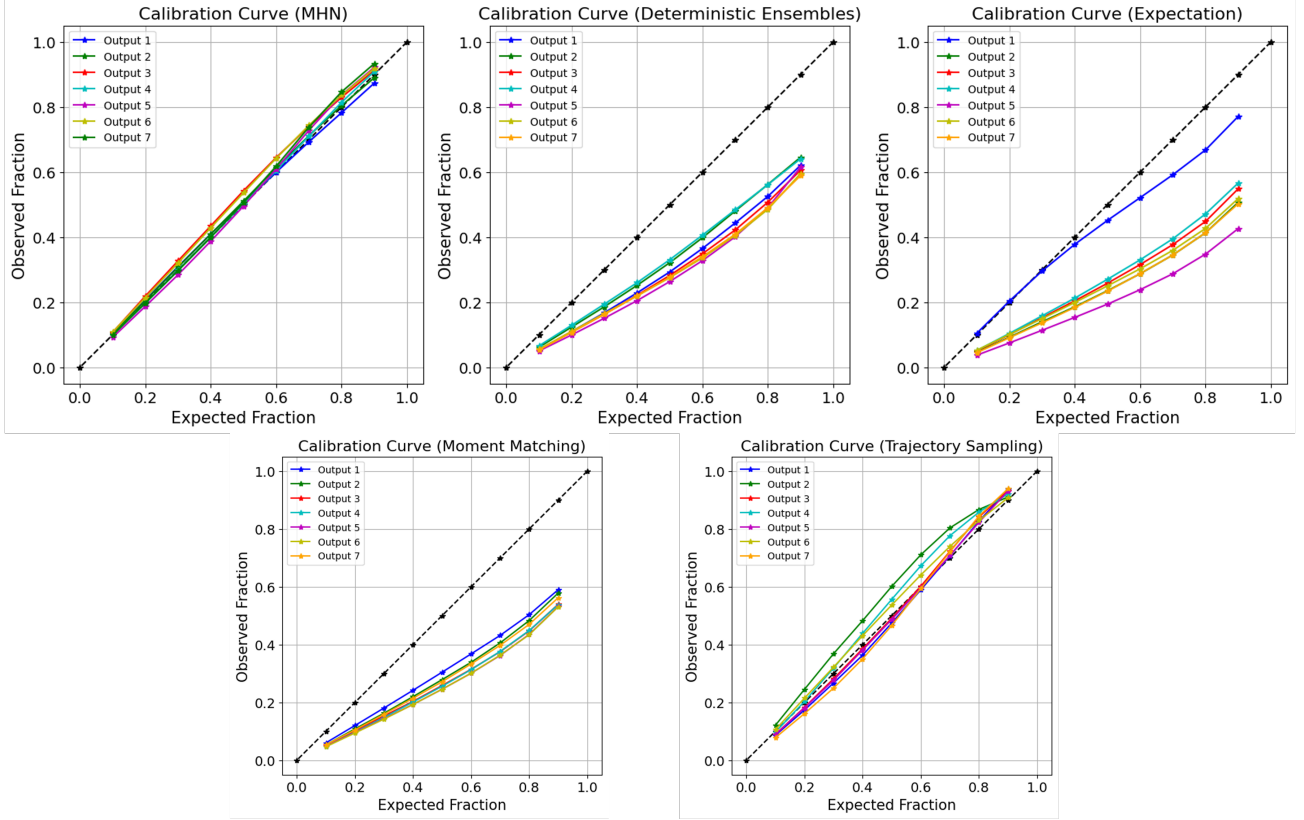 Calibration Curve (MHN)
Observed Fraction
1.0
0.8
0.6
0.4
0.2
0.0
Output 1
Output 2
Output 3
Output 4
Output 5
Output 6
Output 7
0.0 0.2 0.4 0.6 0.8 1.0
Expected Fraction
Calibration Curve (Deterministic Ensembles)
Observed Fraction
1.0
0.8
0.6
0.4
0.2
0.0
Output 1
Output 2
Output 3
Output 4
Output 5
Output 6
Output 7
0.0 0.2 0.4 0.6 0.8 1.0
Expected Fraction
Calibration Curve (Expectation)
Observed Fraction
1.0
0.8
0.6
0.4
0.2
0.0
Output 1
Output 2
Output 3
Output 4
Output 5
Output 6
Output 7
0.0 0.2 0.4 0.6 0.8 1.0
Expected Fraction
Calibration Curve (Moment Matching)
Observed Fraction
1.0
0.8
0.6
0.4
0.2
0.0
Output 1
Output 2
Output 3
Output 4
Output 5
Output 6
Output 7
0.0 0.2 0.4 0.6 0.8 1.0
Expected Fraction
Calibration Curve (Trajectory Sampling)
Observed Fraction
1.0
0.8
0.6
0.4
0.2
0.0
Output 1
Output 2
Output 3
Output 4
Output 5
Output 6
Output 7
0.0 0.2 0.4 0.6 0.8 1.0
Expected Fraction